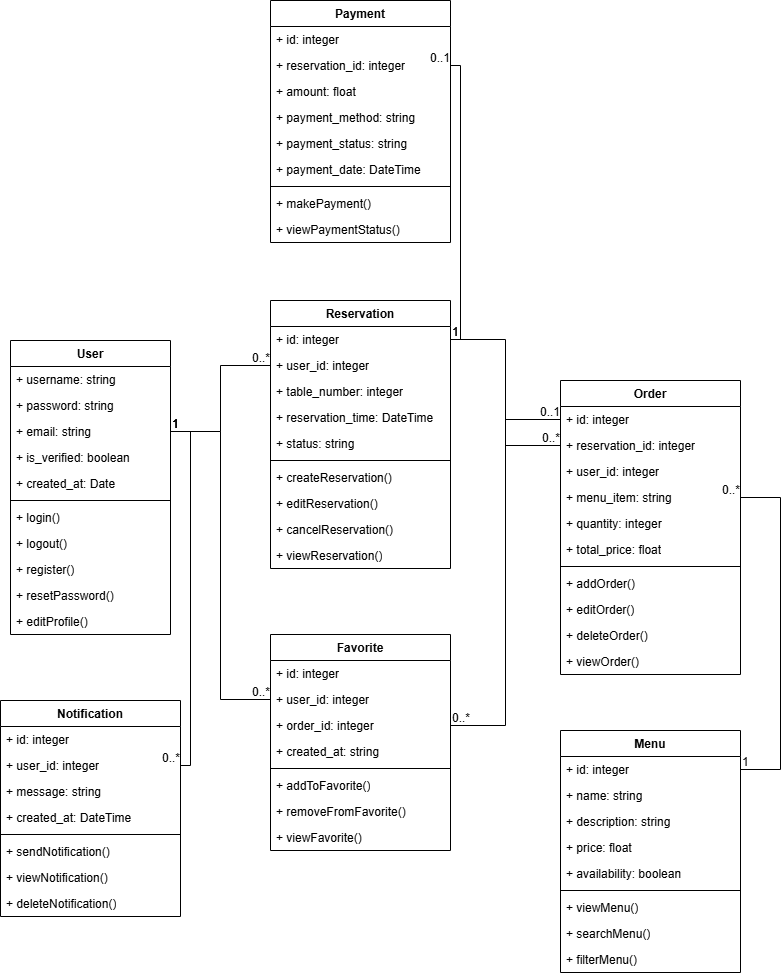 Payment
+ id: integer
+ reservation_id: integer
+ amount: float
+ payment_method: string
+ payment_status: string
+ payment_date: DateTime
+ makePayment()
+ viewPaymentStatus()
0..1
Reservation
+ id: integer
+ user_id: integer
+ table_number: integer
+ reservation_time: DateTime
+ status: string
+ createReservation()
+ editReservation()
+ cancelReservation()
+ viewReservation()
1
0..*
User
+ username: string
+ password: string
+ email: string
+ is_verified: boolean
+ created_at: Date
+ login()
+ logout()
+ register()
+ resetPassword()
+ editProfile()
1
Order
+ id: integer
+ reservation_id: integer
+ user_id: integer
+ menu_item: string
+ quantity: integer
+ total_price: float
+ addOrder()
+ editOrder()
+ deleteOrder()
+ viewOrder()
0..1
0..*
0..*
Favorite
+ id: integer
+ user_id: integer
+ order_id: integer
+ created_at: string
+ addToFavorite()
+ removeFromFavorite()
+ viewFavorite()
0..*
0..*
Notification
+ id: integer
+ user_id: integer
+ message: string
+ created_at: DateTime
+ sendNotification()
+ viewNotification()
+ deleteNotification()
0..*
Menu
+ id: integer
+ name: string
+ description: string
+ price: float
+ availability: boolean
+ viewMenu()
+ searchMenu()
+ filterMenu()
1